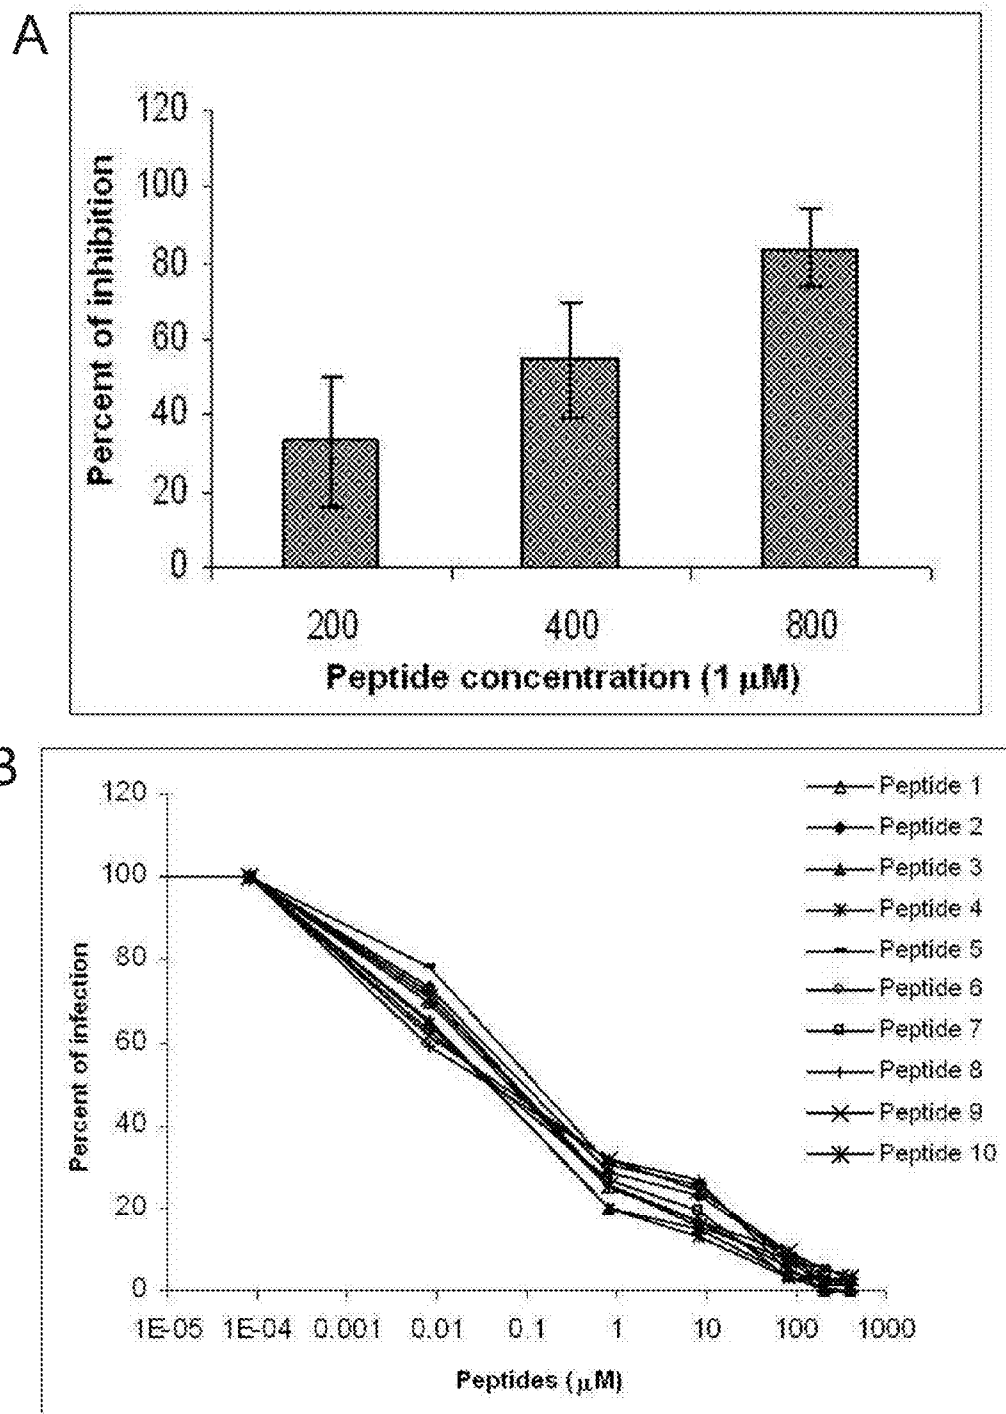 A
120
100
80
60
40
20
0
Percent of inhibition
200 400 800
Peptide concentration (1 μM)
B
120
100
80
60
40
20
0
Percent of infection
1E-05 1E-04 0.001 0.01 0.1 1 10 100 1000
Peptides (μM)
Peptide 1
Peptide 2
Peptide 3
Peptide 4
Peptide 5
Peptide 6
Peptide 7
Peptide 8
Peptide 9
Peptide 10